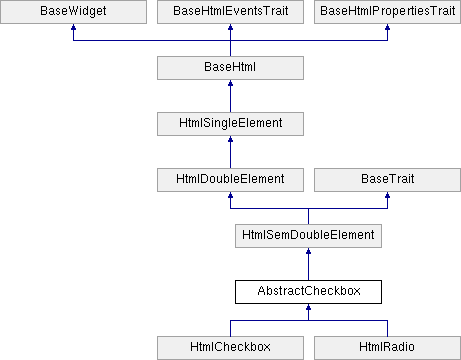 BaseWidget
BaseHtmlEventsTrait
BaseHtmlPropertiesTrait
BaseHtml
HtmlSingleElement
HtmlDoubleElement
BaseTrait
HtmlSemDoubleElement
AbstractCheckbox
HtmlCheckbox
HtmlRadio